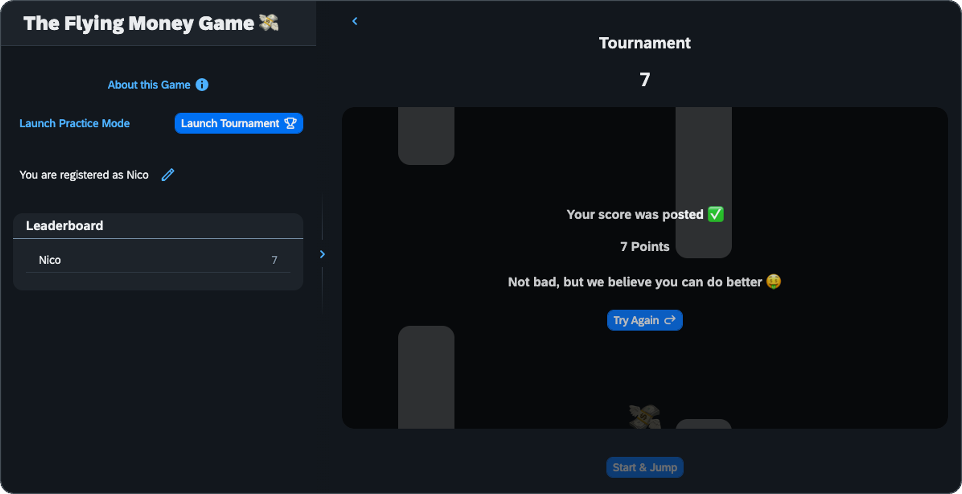 The Flying Money Game 💸
About this Game
Launch Practice Mode
Launch Tournament
You are registered as Nico
Leaderboard
Nico 7
Tournament
7
Your score was posted ✅
7 Points
Not bad, but we believe you can do better 🤑
Try Again
Start & Jump